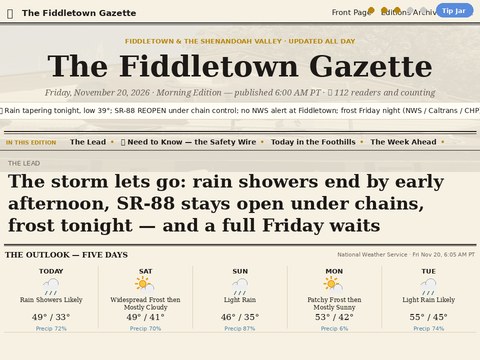 The Fiddletown Gazette
Front Page Editions Archiv
Tip Jar
FIDDLETOWN & THE SHENANDOAH VALLEY · UPDATED ALL DAY
The Fiddletown Gazette
Friday, November 20, 2026 · Morning Edition — published 6:00 AM PT · 112 readers and counting
Rain tapering tonight, low 39°; SR-88 REOPEN under chain control; no NWS alert at Fiddletown; frost Friday night (NWS / Caltrans / CHP
IN THIS EDITION The Lead • Need to Know — the Safety Wire • Today in the Foothills • The Week Ahead •
THE LEAD
The storm lets go: rain showers end by early
afternoon, SR-88 stays open under chains,
frost tonight — and a full Friday waits
THE OUTLOOK — FIVE DAYS
National Weather Service · Fri Nov 20, 6:05 AM PT
TODAY SAT SUN MON TUE
Rain Showers Likely Widespread Frost then Light Rain Patchy Frost then Light Rain Likely
Mostly Cloudy Mostly Sunny
49° / 33° 49° / 41° 46° / 35° 53° / 42° 55° / 45°
Precip 72% Precip 70% Precip 87% Precip 6% Precip 74%